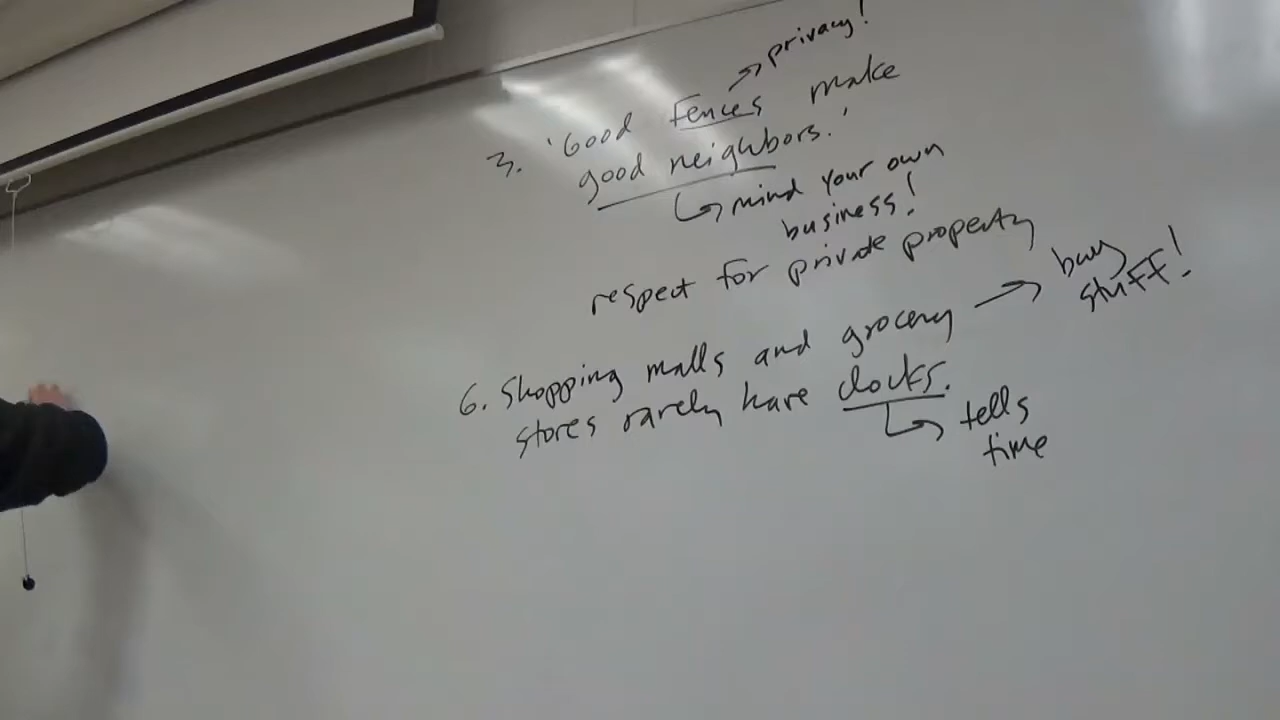 privacy!
3. 'Good Fences make
good neighbors.'
mind your own
business!
respect for private property
6. Shopping malls and grocery
stores rarely have clocks.
buy
stuff!
tells
time